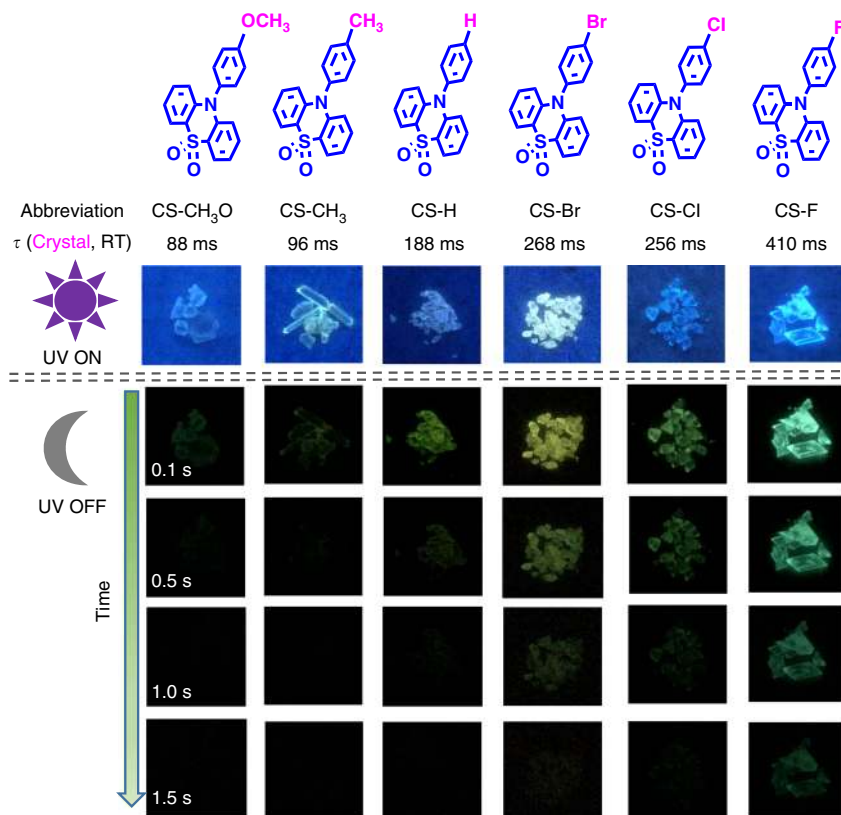 OCH₃ CH₃ H Br Cl F
N N N N N N
S S S S S S
O O O O O O O O O O O O
Abbreviation CS-CH₃O CS-CH₃ CS-H CS-Br CS-Cl CS-F
τ (Crystal, RT) 88 ms 96 ms 188 ms 268 ms 256 ms 410 ms
UV ON
0.1 s
UV OFF
0.5 s
Time
1.0 s
1.5 s